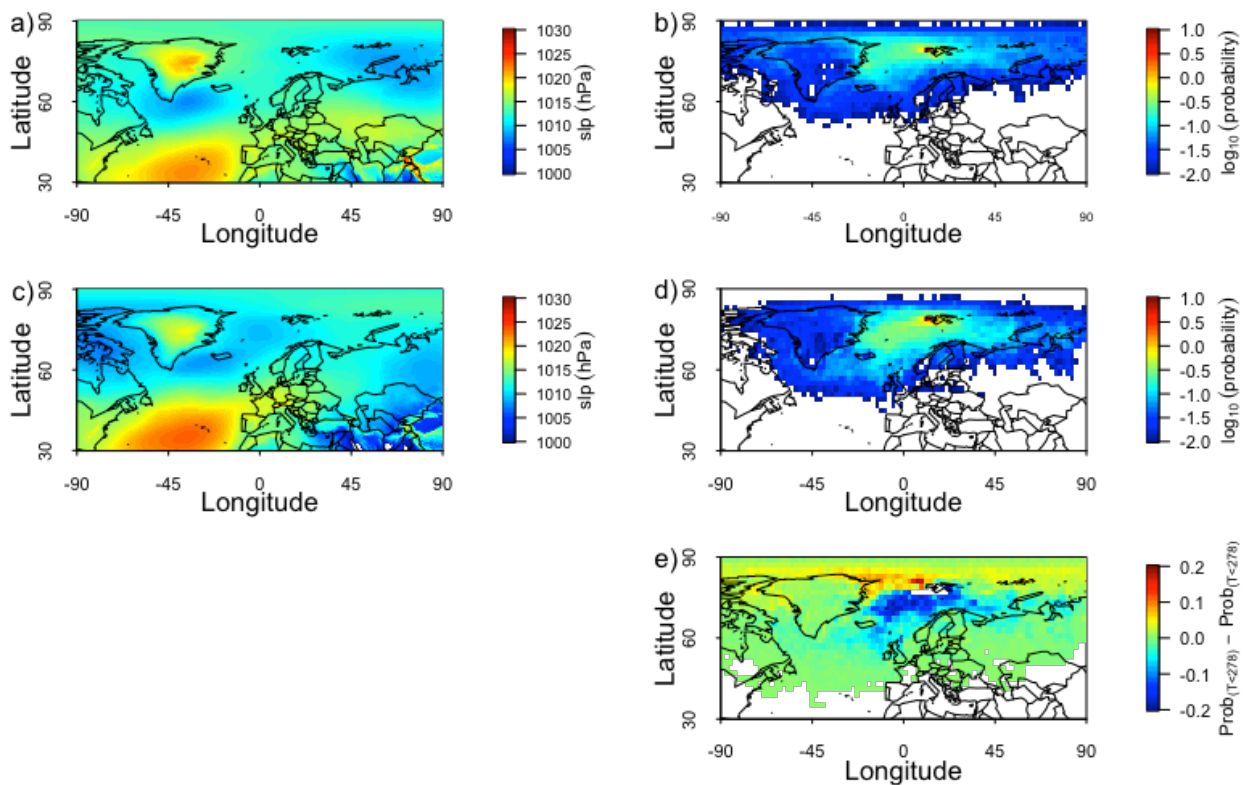 a)
90
60
30
Latitude
-90 -45 0 45 90
Longitude
1030
1025
1020
1015
1010
1005
1000
slp (hPa)
b)
90
60
30
Latitude
-90 -45 0 45 90
Longitude
1.0
0.5
0.0
-0.5
-1.0
-1.5
-2.0
log10 (probability)
c)
90
60
30
Latitude
-90 -45 0 45 90
Longitude
1030
1025
1020
1015
1010
1005
1000
slp (hPa)
d)
90
60
30
Latitude
-90 -45 0 45 90
Longitude
1.0
0.5
0.0
-0.5
-1.0
-1.5
-2.0
log10 (probability)
e)
90
60
30
Latitude
-90 -45 0 45 90
Longitude
0.2
0.1
0.0
-0.1
-0.2
Prob(T<278) − Prob(T<278)